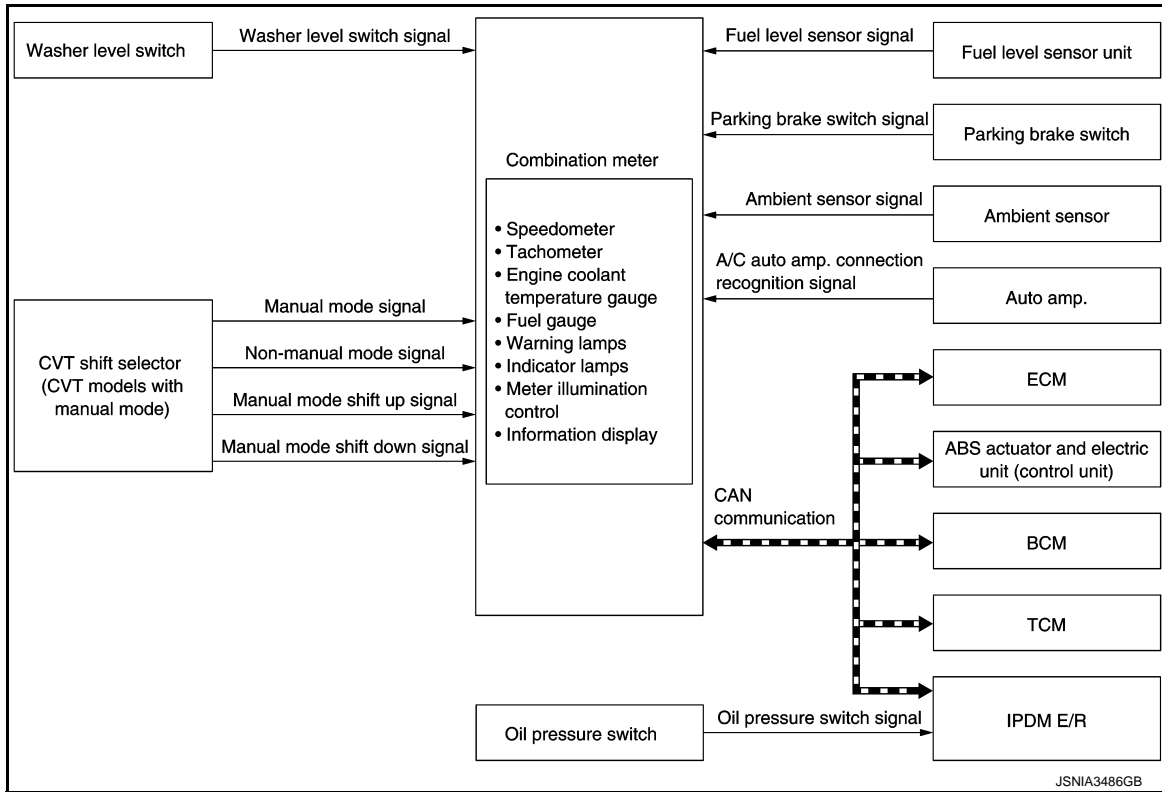 Washer level switch
Washer level switch signal
CVT shift selector
(CVT models with
manual mode)
Manual mode signal
Non-manual mode signal
Manual mode shift up signal
Manual mode shift down signal
Combination meter
• Speedometer
• Tachometer
• Engine coolant
temperature gauge
• Fuel gauge
• Warning lamps
• Indicator lamps
• Meter illumination
control
• Information display
Fuel level sensor signal
Fuel level sensor unit
Parking brake switch signal
Parking brake switch
Ambient sensor signal
Ambient sensor
A/C auto amp. connection
recognition signal
Auto amp.
CAN
communication
ECM
ABS actuator and electric
unit (control unit)
BCM
TCM
IPDM E/R
Oil pressure switch
Oil pressure switch signal
JSNIA3486GB